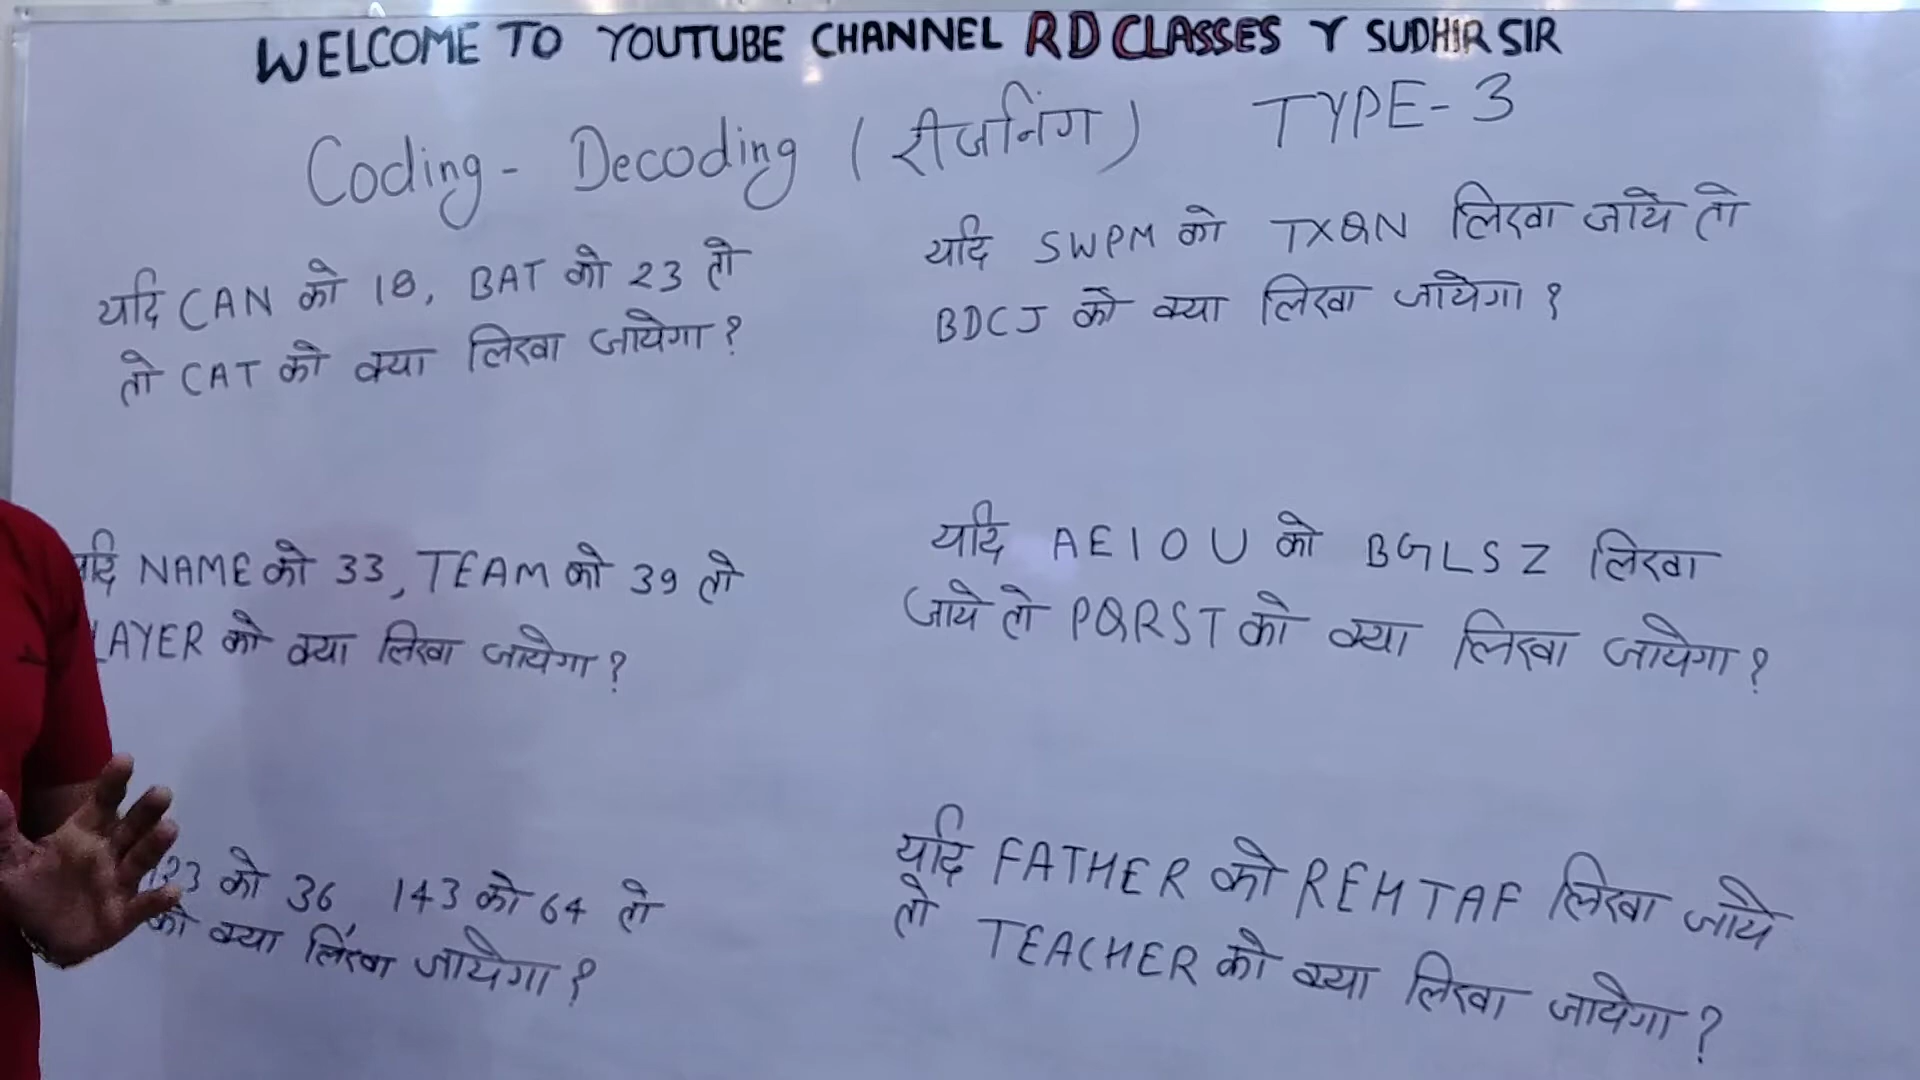 WELCOME TO YOUTUBE CHANNEL RD CLASSES Y SUDHIR SIR
Coding - Decoding ( रीजनिंग ) TYPE-3
यदि CAN को 18, BAT को 23 तो
तो CAT को क्या लिखा जायेगा ?
यदि NAME को 33, TEAM को 39 तो
LAYER को क्या लिखा जायेगा ?
को 36, 143 को 64 तो
को क्या लिखा जायेगा ?
यदि SWPM को TXQN लिखा जाये तो
BDCJ को क्या लिखा जायेगा ?
यदि AEIOU को BGLSZ लिखा
जाये तो PQRST को क्या लिखा जायेगा ?
यदि FATHER को REHTAF लिखा जाये
तो TEACHER को क्या लिखा जायेगा ?